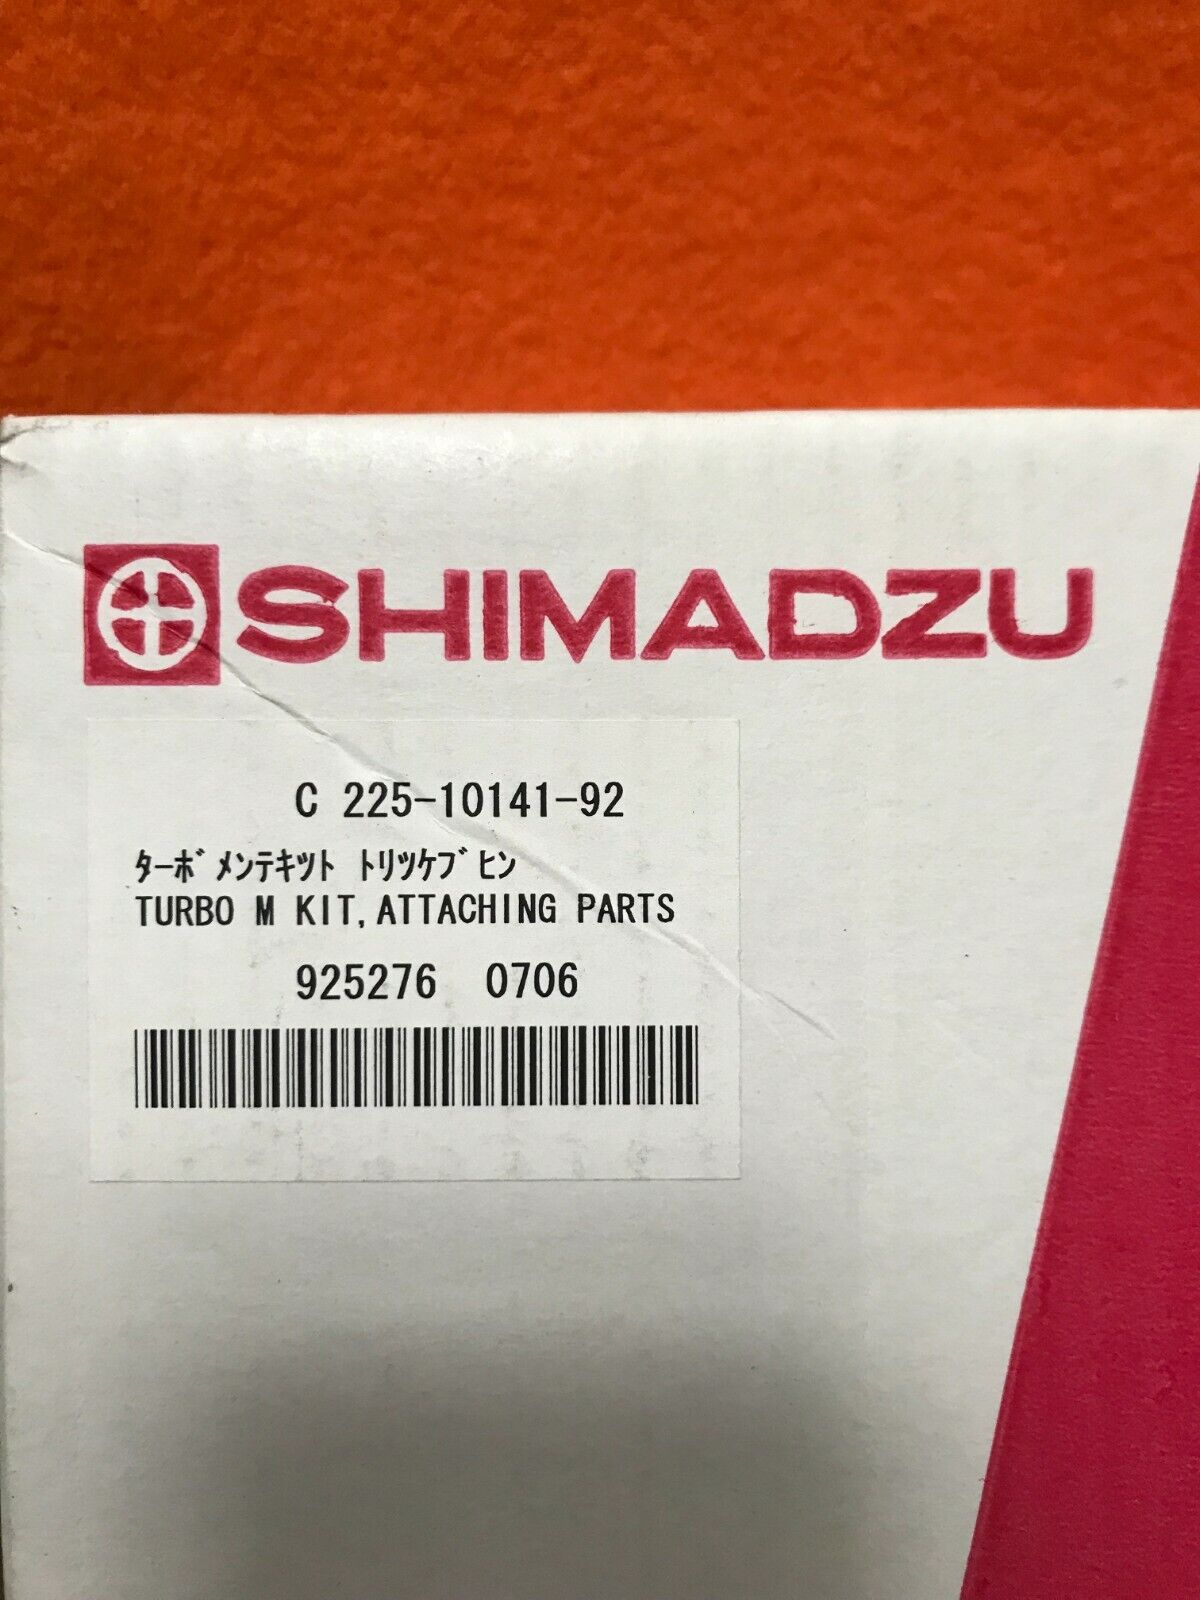 SHIMADZU
C 225-10141-92
ﾀｰﾎﾞﾒﾝﾃｷｯﾄ ﾄﾘﾂｹﾌﾞﾋﾝ
TURBO M KIT,ATTACHING PARTS
925276 0706